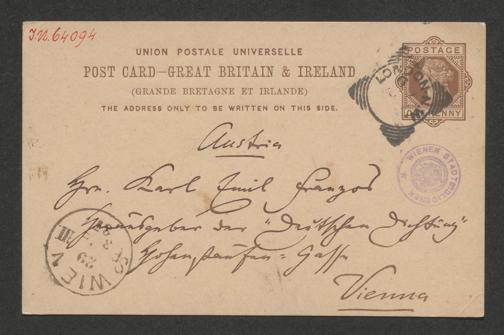 I.N. 64094
UNION POSTALE UNIVERSELLE
POST CARD—GREAT BRITAIN & IRELAND
(GRANDE BRETAGNE ET IRLANDE)
THE ADDRESS ONLY TO BE WRITTEN ON THIS SIDE.
POSTAGE
ONE PENNY
LONDON·N.W
WIENER STADTBIBLIOTHEK
Austria
Hrn. Karl Emil Franzos
Herausgeber der "Deutschen Dichtung"
Hohenstaufen-Gasse
Vienna
WIEN